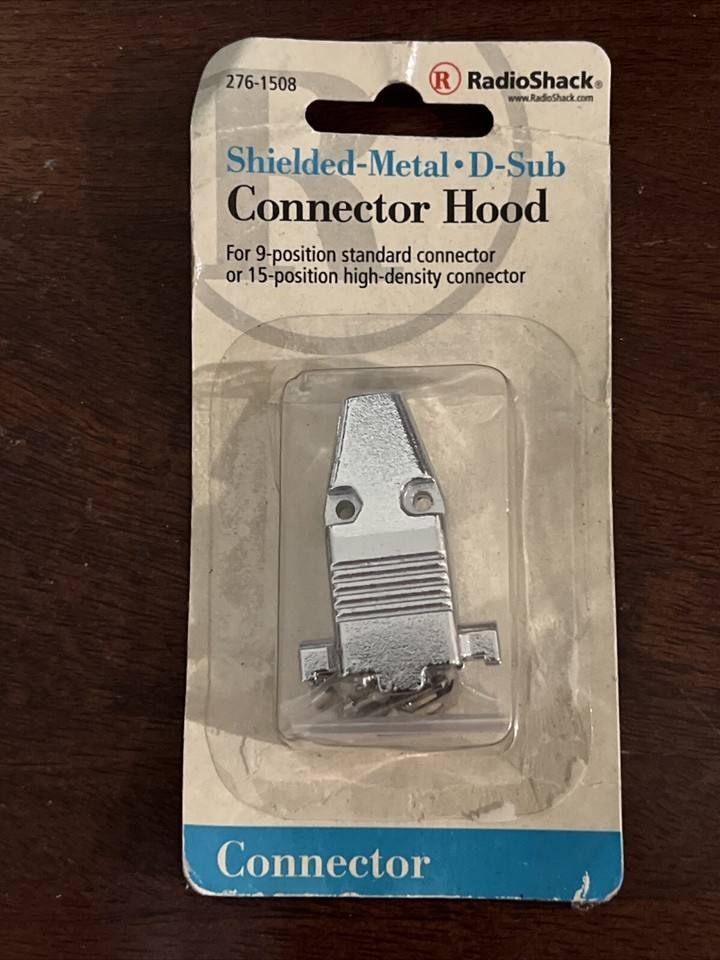 276-1508
R RadioShack®
www.RadioShack.com
Shielded-Metal • D-Sub
Connector Hood
For 9-position standard connector
or 15-position high-density connector
Connector